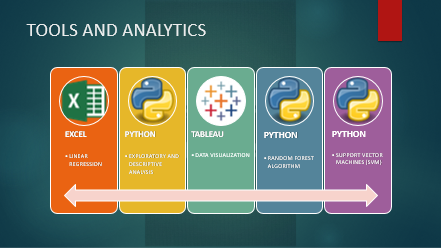 TOOLS AND ANALYTICS
EXCEL
• LINEAR
REGRESSION
PYTHON
• EXPLORATORY AND
DESCRIPTIVE
ANALYSIS
TABLEAU
• DATA VISUALIZATION
PYTHON
• RANDOM FOREST
ALGORITHM
PYTHON
• SUPPORT VECTOR
MACHINES (SVM)